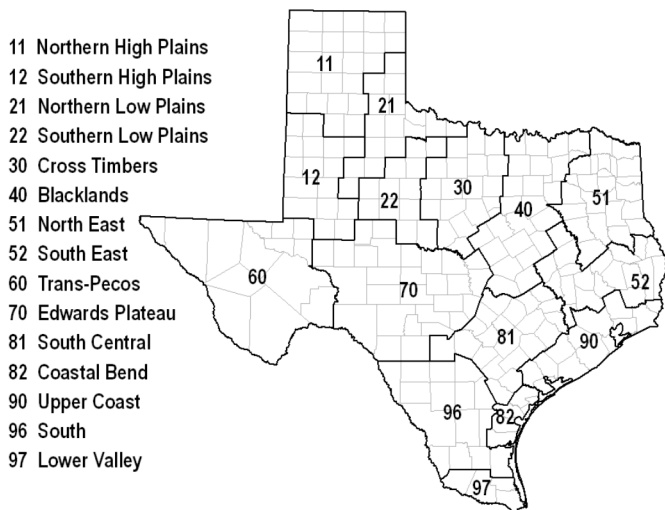 11 Northern High Plains
12 Southern High Plains
21 Northern Low Plains
22 Southern Low Plains
30 Cross Timbers
40 Blacklands
51 North East
52 South East
60 Trans-Pecos
70 Edwards Plateau
81 South Central
82 Coastal Bend
90 Upper Coast
96 South
97 Lower Valley
11
21
12
22
30
40
51
60
70
52
81
90
96
82
97